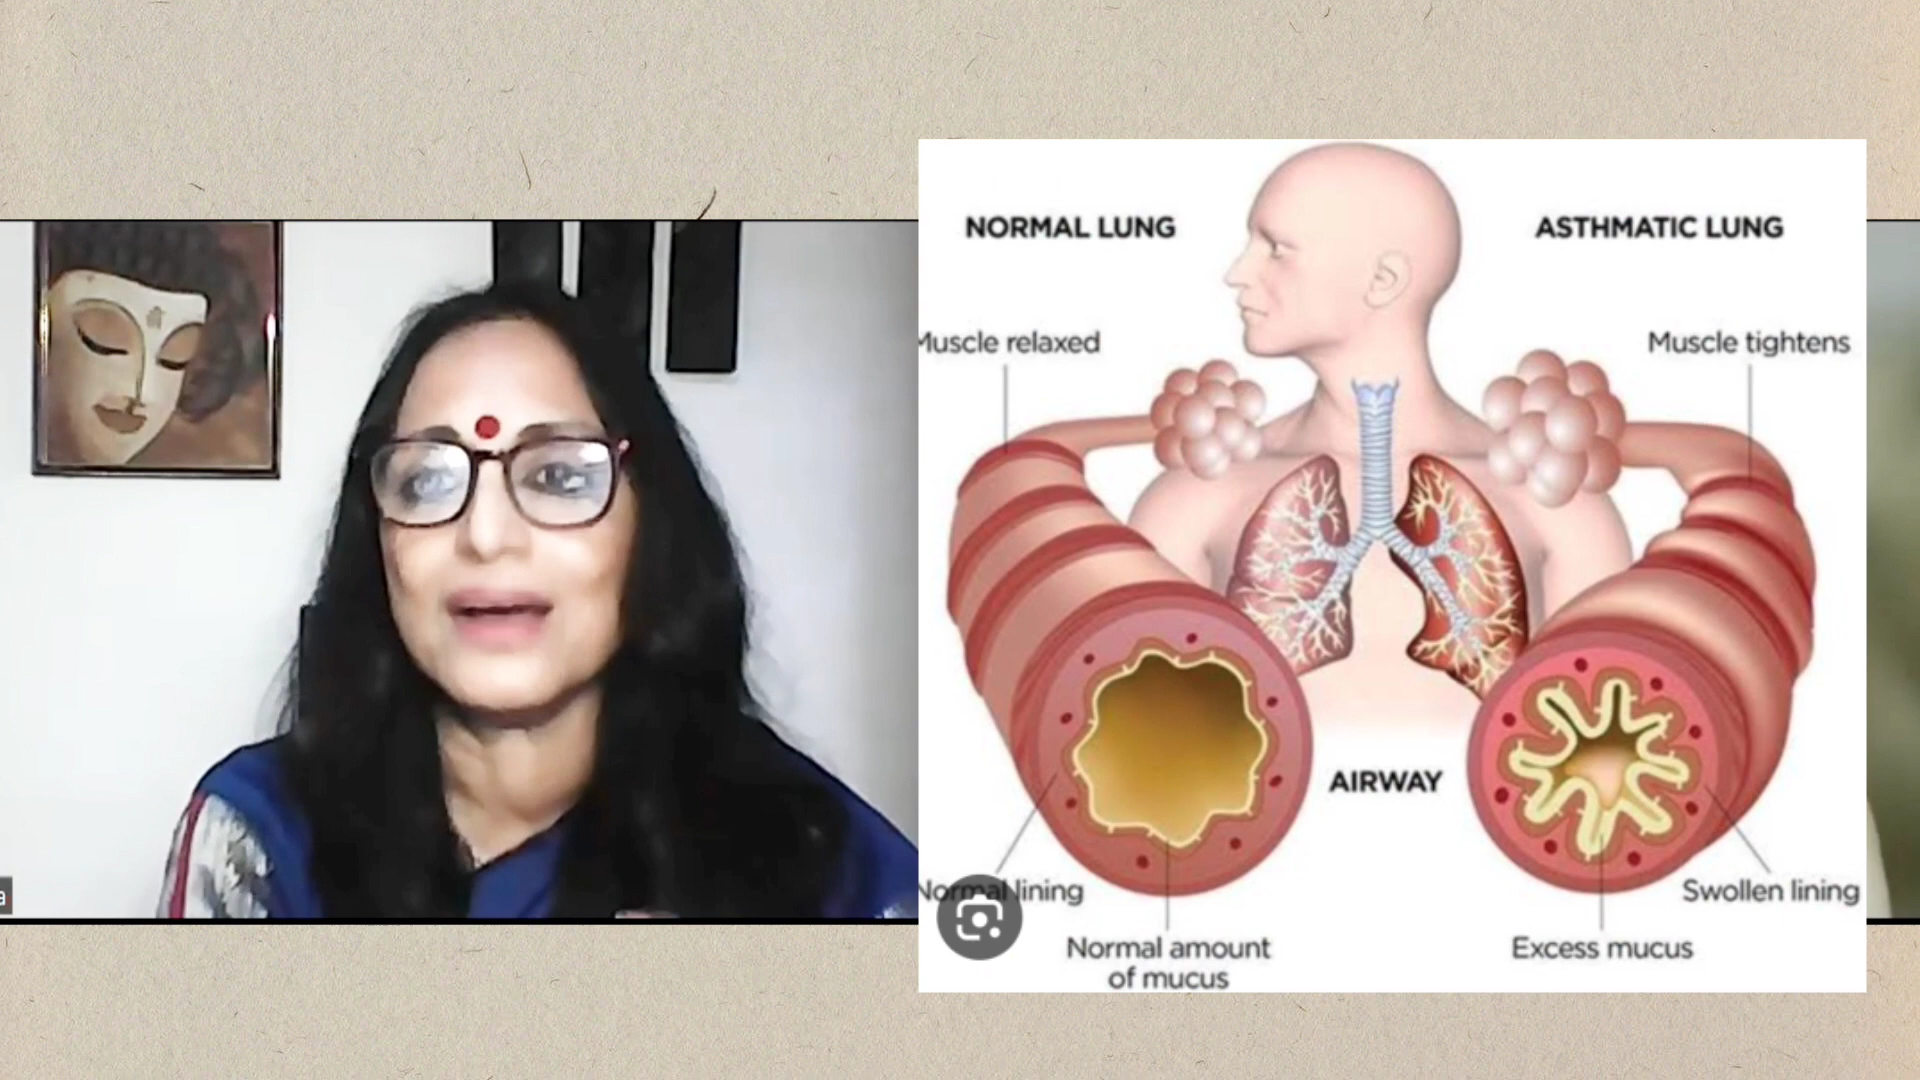 NORMAL LUNG
ASTHMATIC LUNG
Muscle relaxed
Muscle tightens
AIRWAY
Normal lining
Swollen lining
Normal amount
of mucus
Excess mucus
a